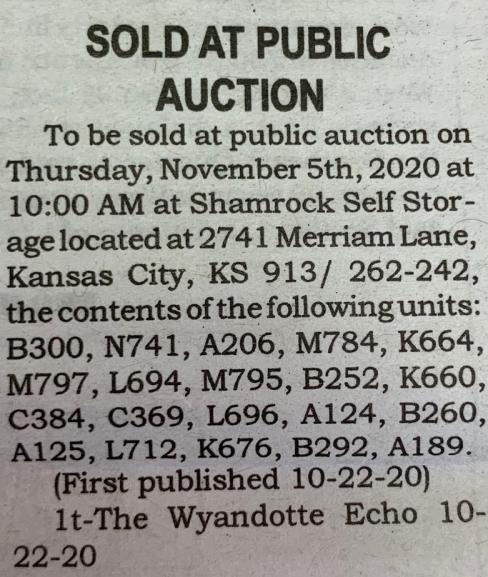 SOLD AT PUBLIC
AUCTION
To be sold at public auction on
Thursday, November 5th, 2020 at
10:00 AM at Shamrock Self Stor-
age located at 2741 Merriam Lane,
Kansas City, KS 913/ 262-242,
the contents of the following units:
B300, N741, A206, M784, K664,
M797, L694, M795, B252, K660,
C384, C369, L696, A124, B260,
A125, L712, K676, B292, A189.
(First published 10-22-20)
1t-The Wyandotte Echo 10-
22-20